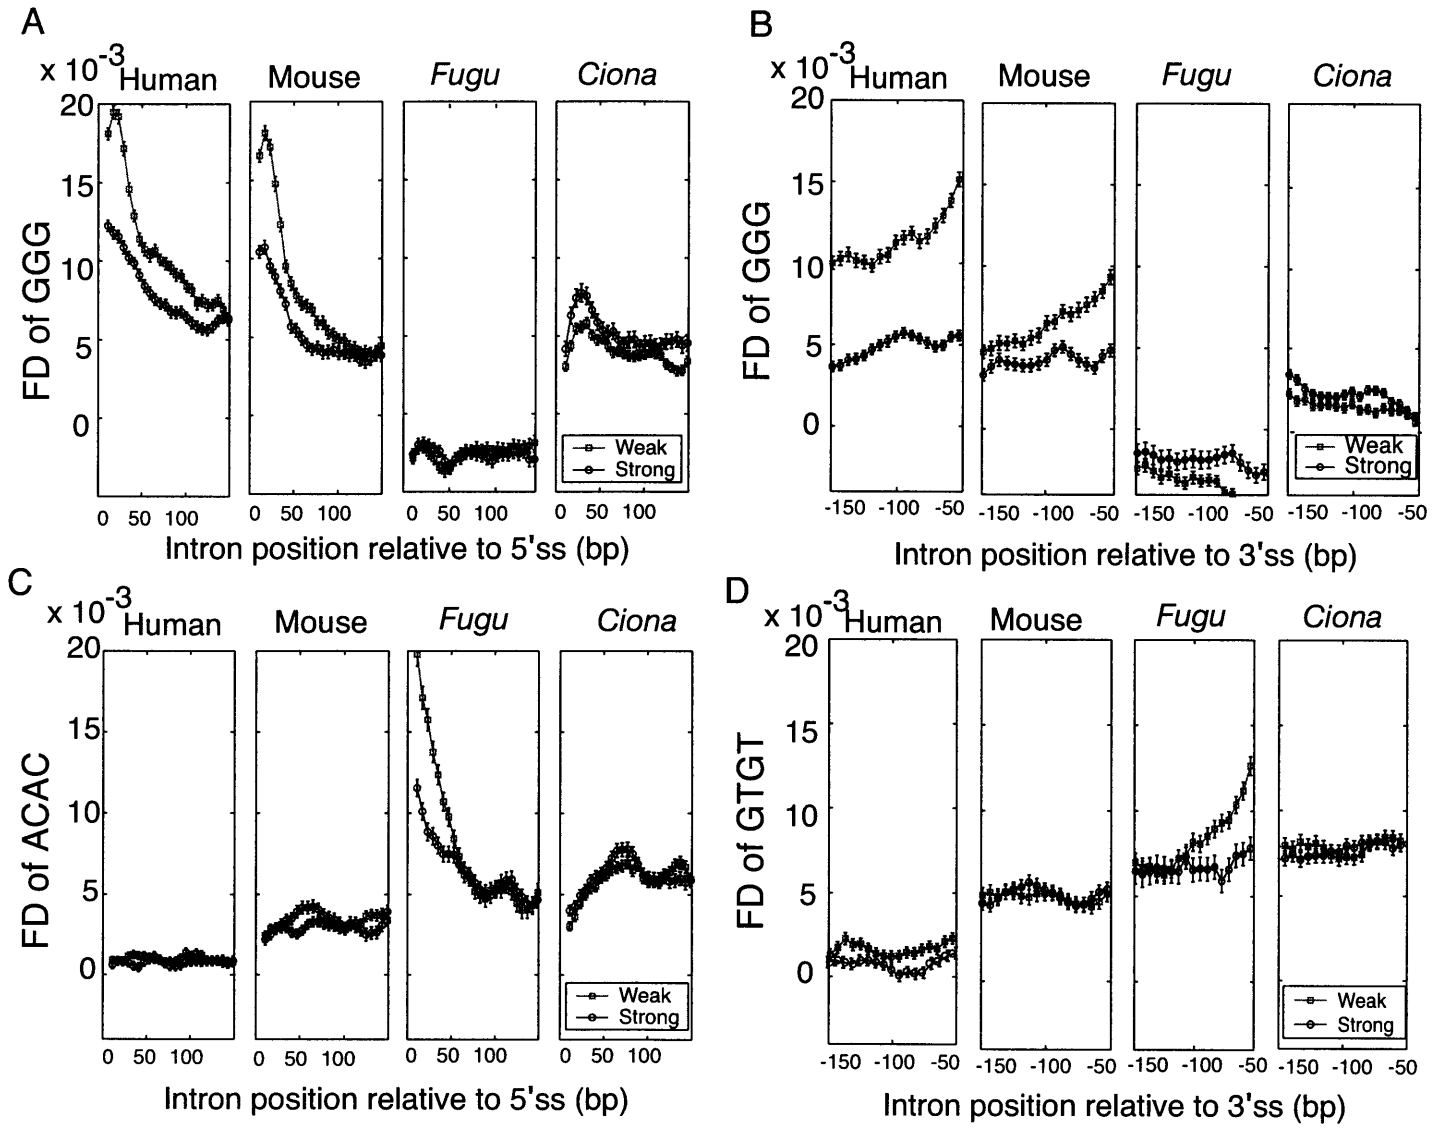 A
x 10-3
Human Mouse Fugu Ciona
FD of GGG
20
15
10
5
0
Weak
Strong
0 50 100 0 50 100 0 50 100 0 50 100
Intron position relative to 5'ss (bp)
B
x 10-3
Human Mouse Fugu Ciona
FD of GGG
20
15
10
5
0
Weak
Strong
-150 -100 -50 -150 -100 -50 -150 -100 -50 -150 -100 -50
Intron position relative to 3'ss (bp)
C
x 10-3
Human Mouse Fugu Ciona
FD of ACAC
20
15
10
5
0
Weak
Strong
0 50 100 0 50 100 0 50 100 0 50 100
Intron position relative to 5'ss (bp)
D
x 10-3
Human Mouse Fugu Ciona
FD of GTGT
20
15
10
5
0
Weak
Strong
-150 -100 -50 -150 -100 -50 -150 -100 -50 -150 -100 -50
Intron position relative to 3'ss (bp)